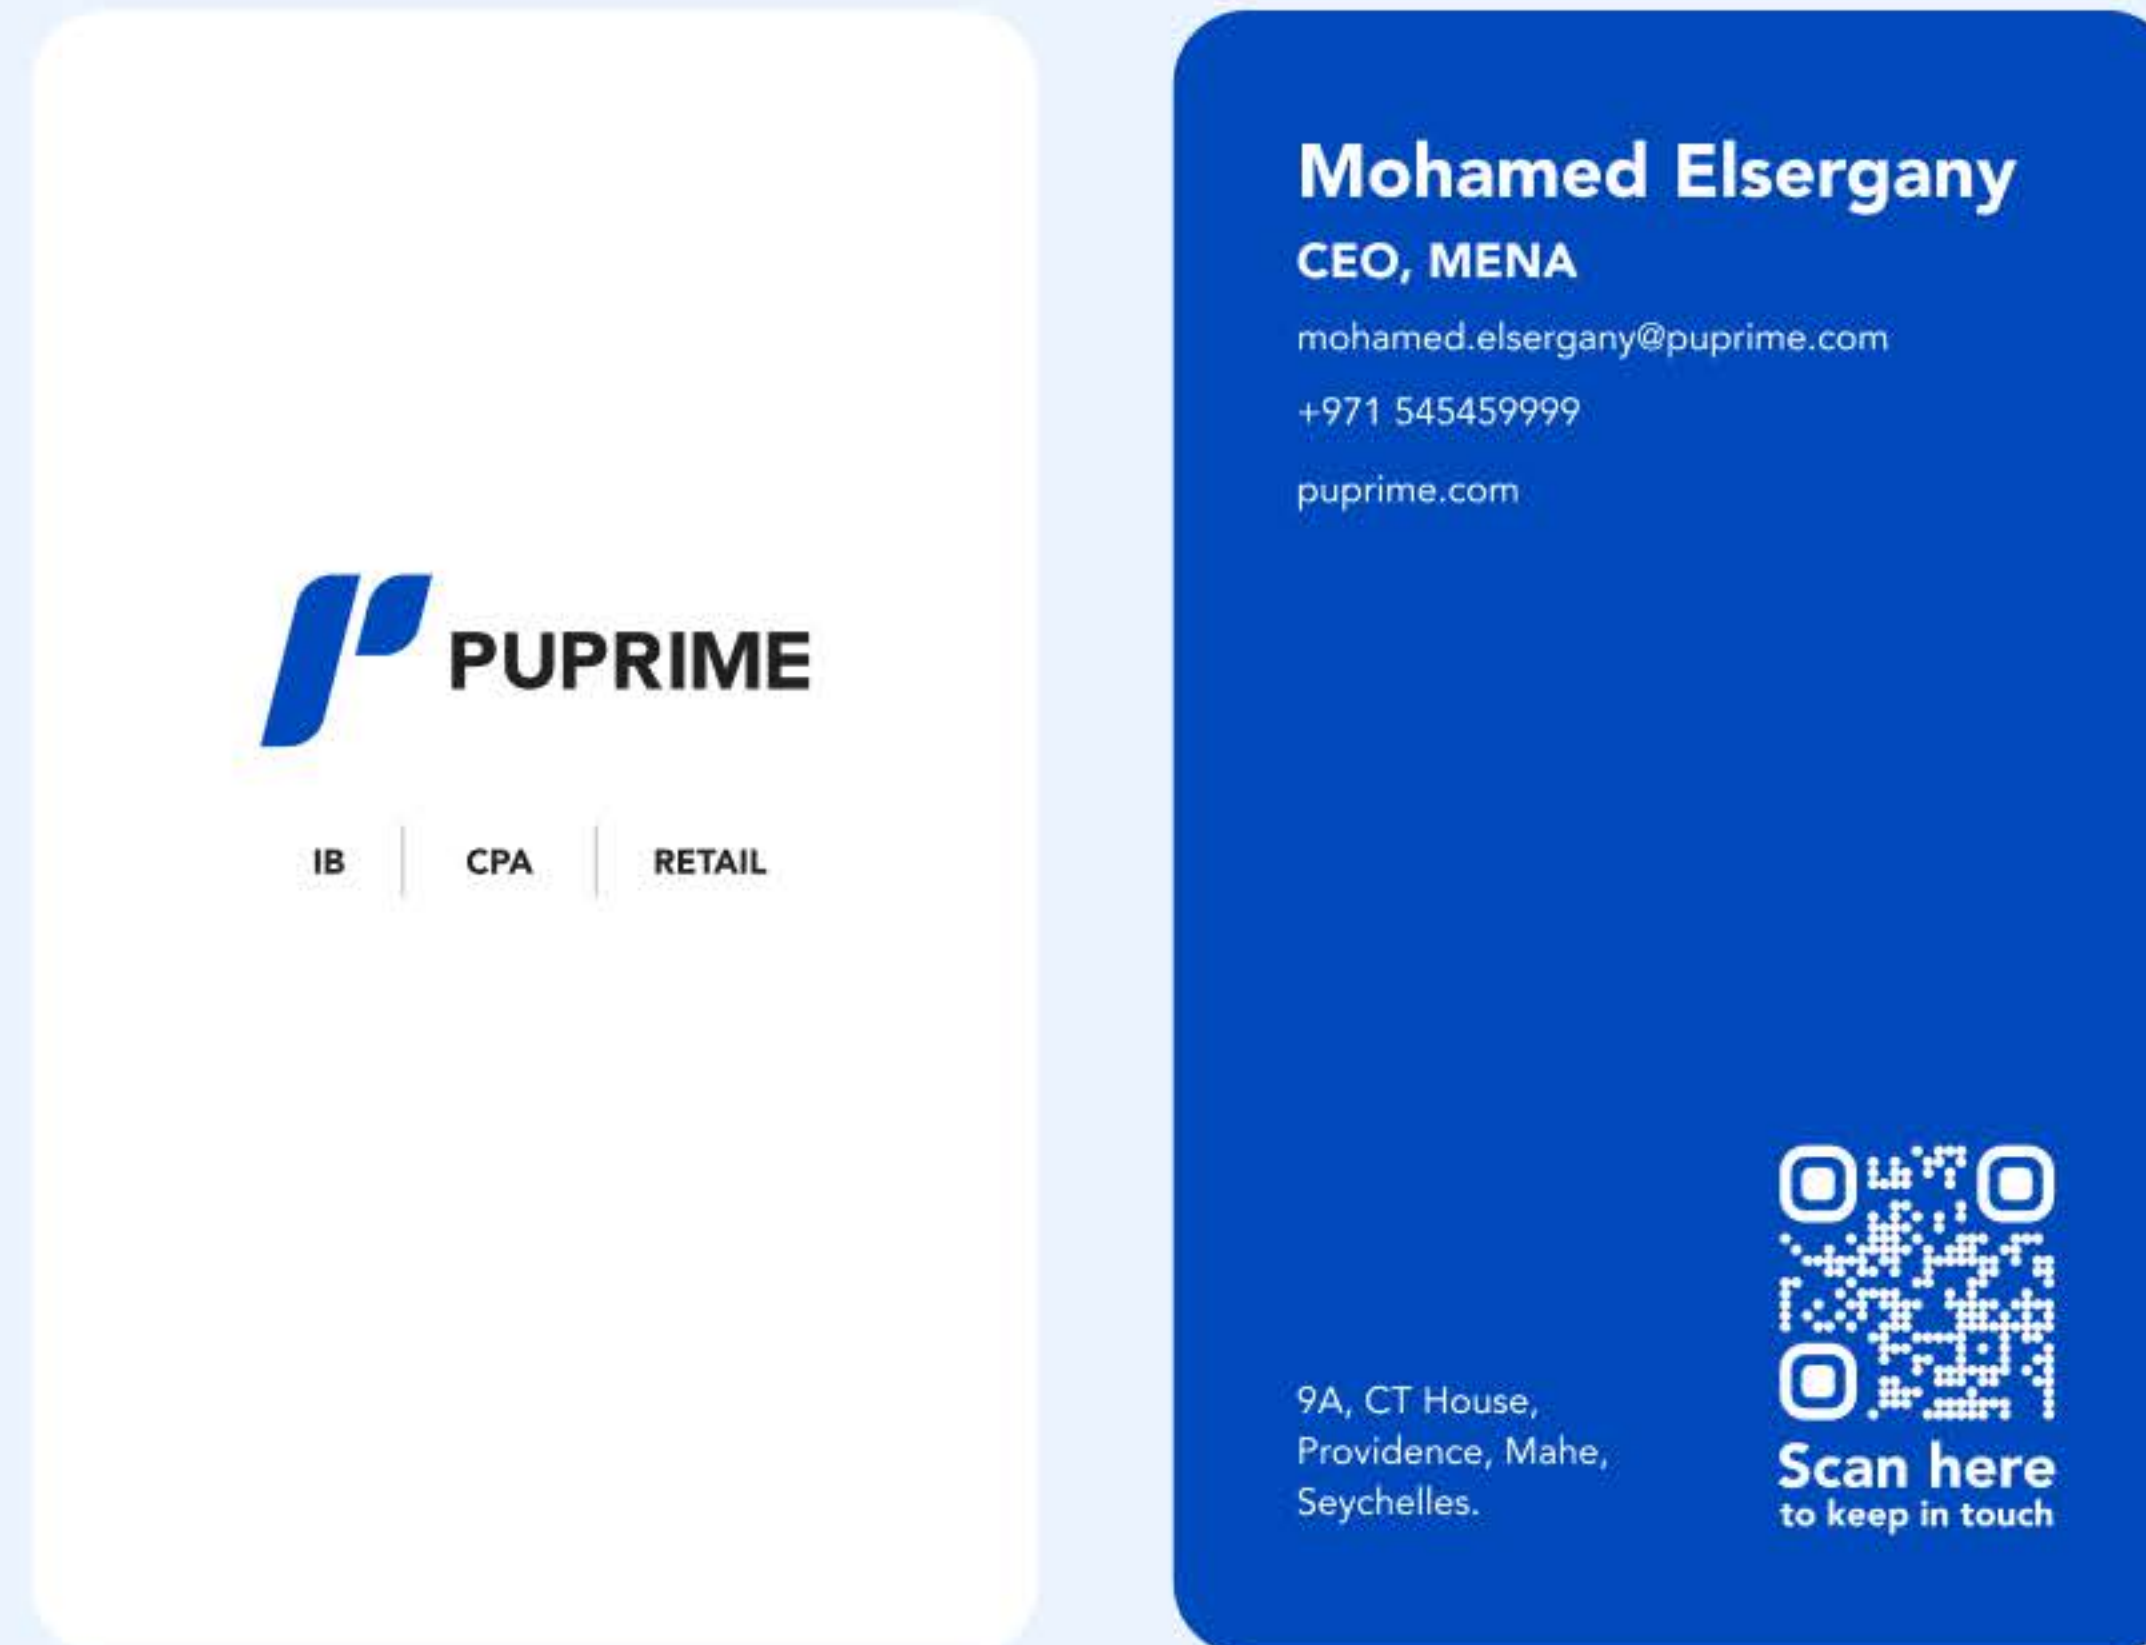 PUPRIME
IB | CPA | RETAIL
Mohamed Elsergany
CEO, MENA
mohamed.elsergany@puprime.com
+971 545459999
puprime.com
9A, CT House,
Providence, Mahe,
Seychelles.
Scan here
to keep in touch